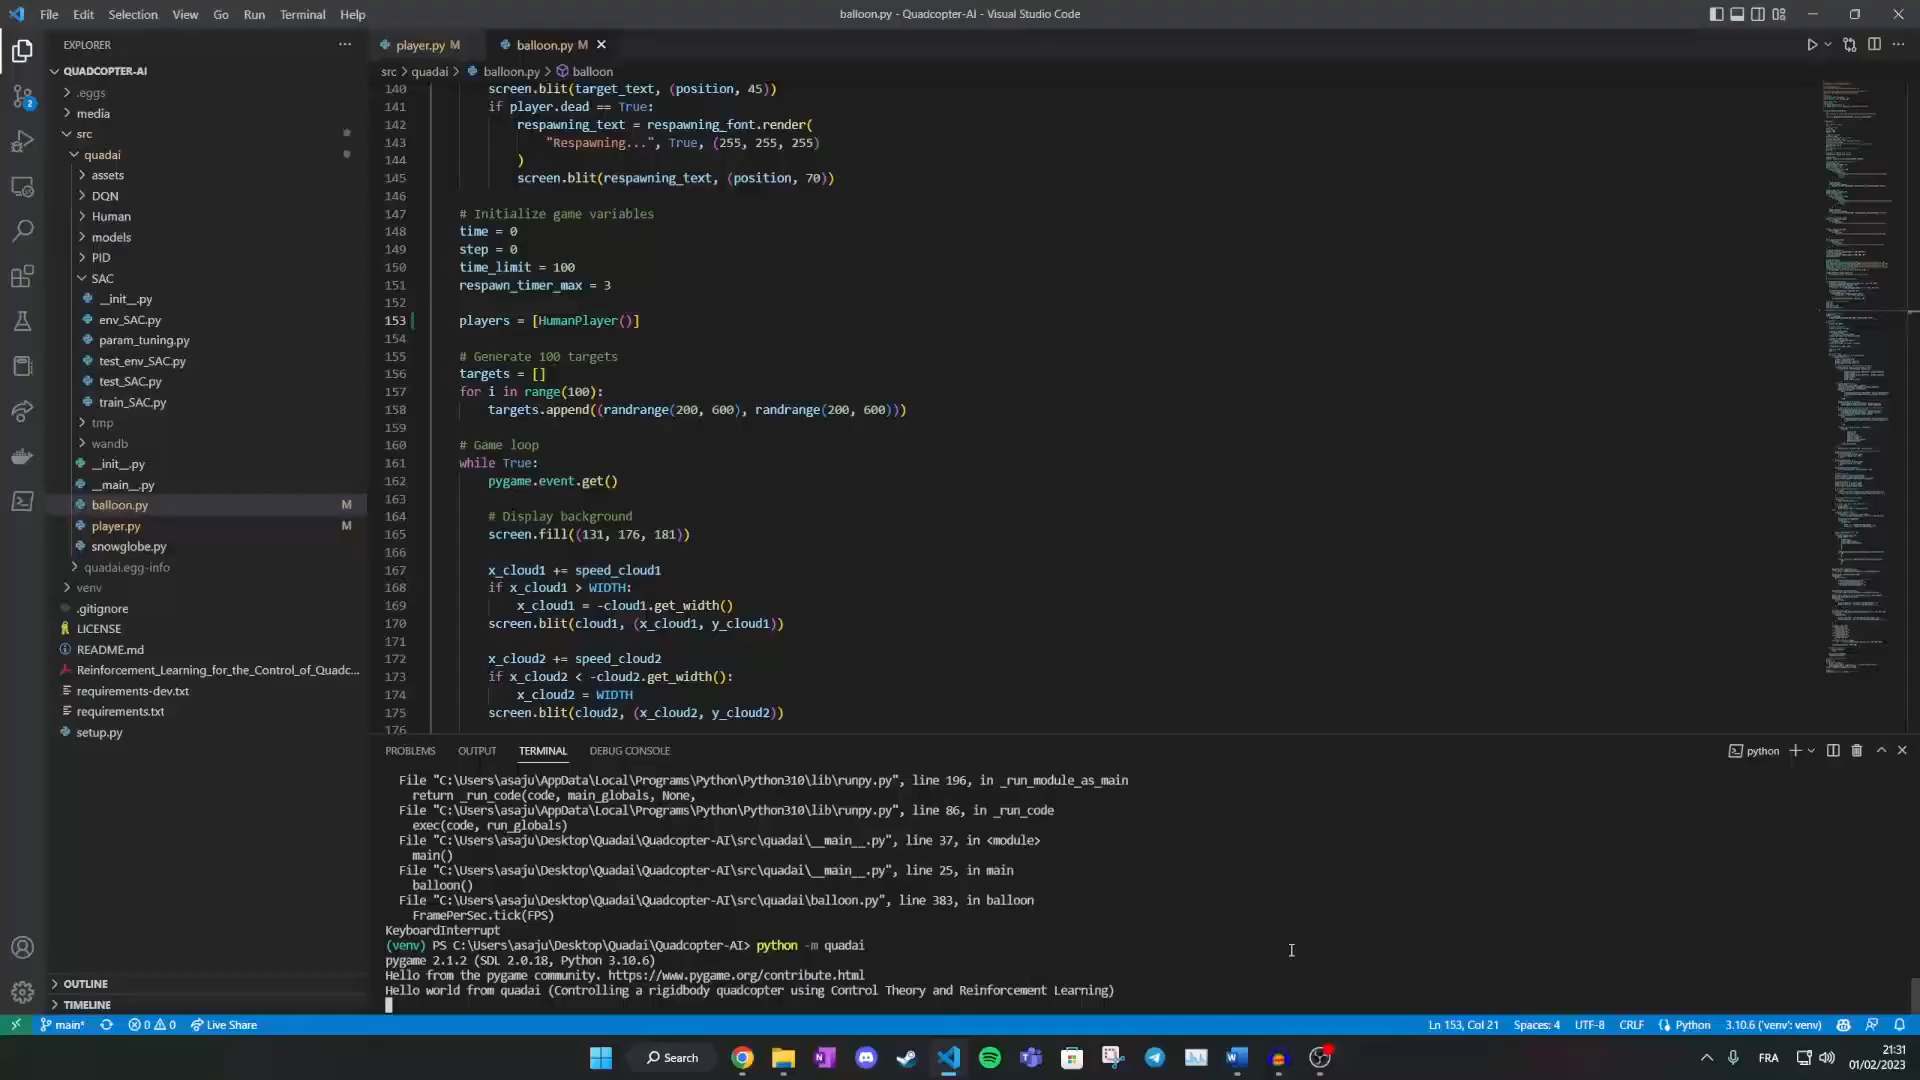 File Edit Selection View Go Run Terminal Help
balloon.py - Quadcopter-AI - Visual Studio Code
EXPLORER
QUADCOPTER-AI
.eggs
media
src
quadai
assets
DQN
Human
models
PID
SAC
__init__.py
env_SAC.py
param_tuning.py
test_env_SAC.py
test_SAC.py
train_SAC.py
tmp
wandb
__init__.py
__main__.py
balloon.py M
player.py M
snowglobe.py
quadai.egg-info
venv
.gitignore
LICENSE
README.md
Reinforcement_Learning_for_the_Control_of_Quadc...
requirements-dev.txt
requirements.txt
setup.py
OUTLINE
TIMELINE
2
player.py M balloon.py M
src > quadai > balloon.py > balloon
140 screen.blit(target_text, (position, 45))
141 if player.dead == True:
142 respawning_text = respawning_font.render(
143 "Respawning...", True, (255, 255, 255)
144 )
145 screen.blit(respawning_text, (position, 70))
146
147 # Initialize game variables
148 time = 0
149 step = 0
150 time_limit = 100
151 respawn_timer_max = 3
152
153 players = [HumanPlayer()]
154
155 # Generate 100 targets
156 targets = []
157 for i in range(100):
158 targets.append((randrange(200, 600), randrange(200, 600)))
159
160 # Game loop
161 while True:
162 pygame.event.get()
163
164 # Display background
165 screen.fill((131, 176, 181))
166
167 x_cloud1 += speed_cloud1
168 if x_cloud1 > WIDTH:
169 x_cloud1 = -cloud1.get_width()
170 screen.blit(cloud1, (x_cloud1, y_cloud1))
171
172 x_cloud2 += speed_cloud2
173 if x_cloud2 < -cloud2.get_width():
174 x_cloud2 = WIDTH
175 screen.blit(cloud2, (x_cloud2, y_cloud2))
176
PROBLEMS OUTPUT TERMINAL DEBUG CONSOLE
python
File "C:\Users\asaju\AppData\Local\Programs\Python\Python310\lib\runpy.py", line 196, in _run_module_as_main
return _run_code(code, main_globals, None,
File "C:\Users\asaju\AppData\Local\Programs\Python\Python310\lib\runpy.py", line 86, in _run_code
exec(code, run_globals)
File "C:\Users\asaju\Desktop\Quadai\Quadcopter-AI\src\quadai\__main__.py", line 37, in <module>
main()
File "C:\Users\asaju\Desktop\Quadai\Quadcopter-AI\src\quadai\__main__.py", line 25, in main
balloon()
File "C:\Users\asaju\Desktop\Quadai\Quadcopter-AI\src\quadai\balloon.py", line 383, in balloon
FramePerSec.tick(FPS)
KeyboardInterrupt
(venv) PS C:\Users\asaju\Desktop\Quadai\Quadcopter-AI> python -m quadai
pygame 2.1.2 (SDL 2.0.18, Python 3.10.6)
Hello from the pygame community. https://www.pygame.org/contribute.html
Hello world from quadai (Controlling a rigidbody quadcopter using Control Theory and Reinforcement Learning)
main* 0 0 Live Share
Ln 153, Col 21 Spaces: 4 UTF-8 CRLF Python 3.10.6 ('venv': venv)
Search
FRA
21:31
01/02/2023